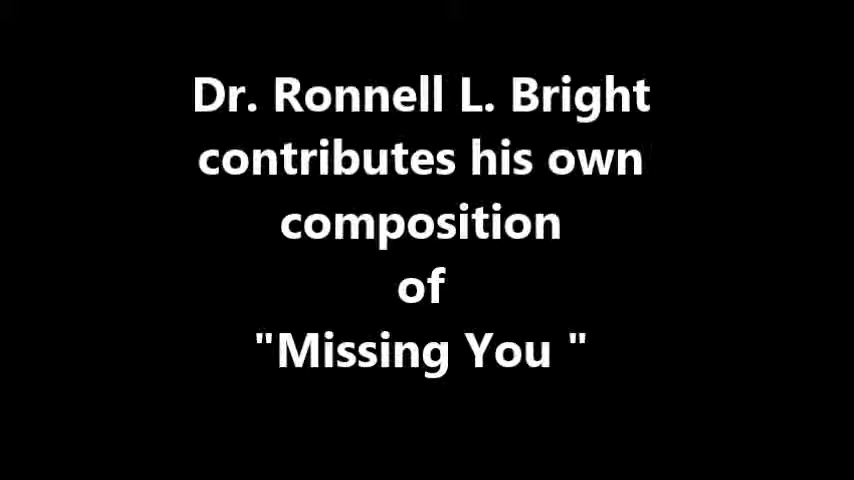 Dr. Ronnell L. Bright
contributes his own
composition
of
"Missing You "